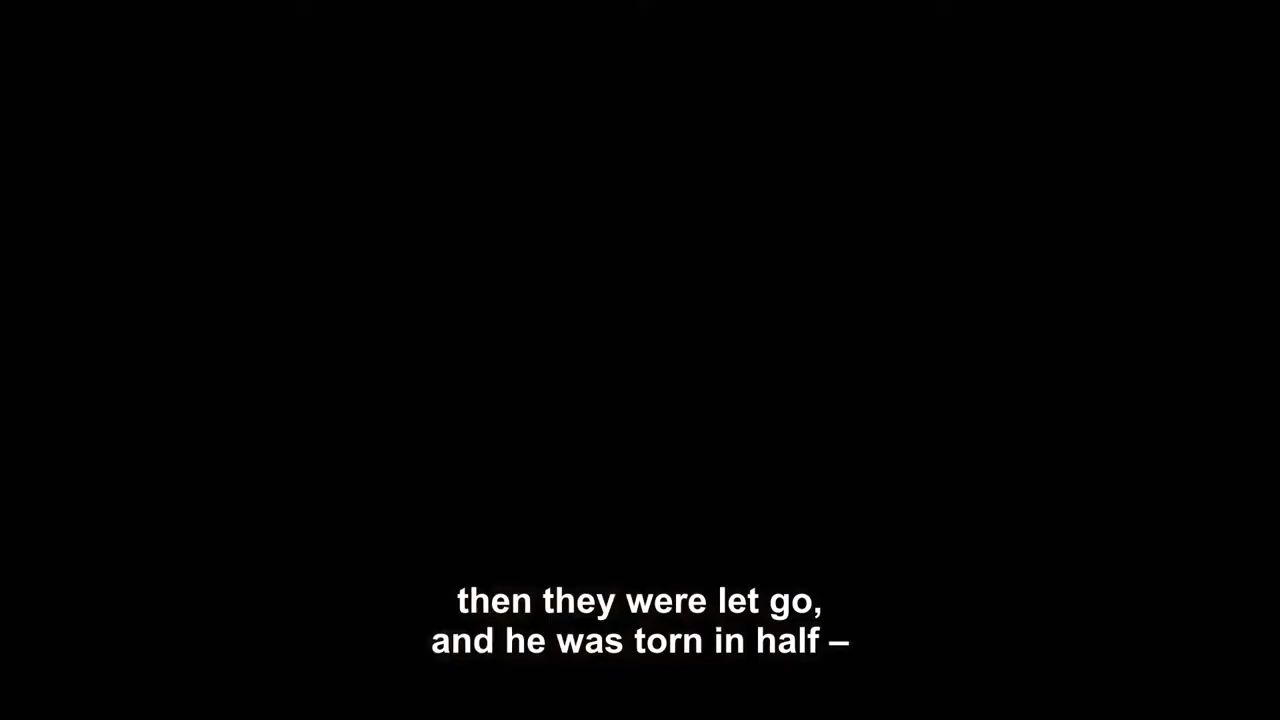 then they were let go,
and he was torn in half –